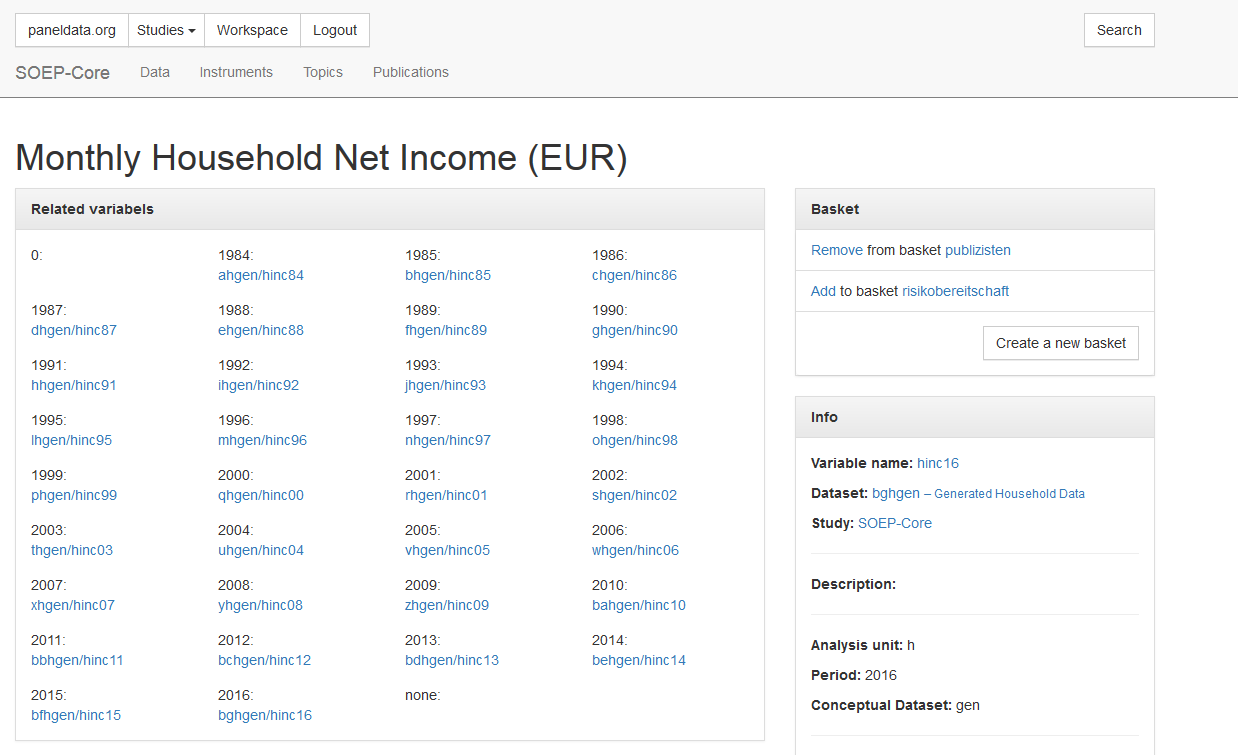 paneldata.org Studies Workspace Logout Search
SOEP-Core Data Instruments Topics Publications
Monthly Household Net Income (EUR)
Related variabels
0: 1984: 1985: 1986:
ahgen/hinc84 bhgen/hinc85 chgen/hinc86
1987: 1988: 1989: 1990:
dhgen/hinc87 ehgen/hinc88 fhgen/hinc89 ghgen/hinc90
1991: 1992: 1993: 1994:
hhgen/hinc91 ihgen/hinc92 jhgen/hinc93 khgen/hinc94
1995: 1996: 1997: 1998:
lhgen/hinc95 mhgen/hinc96 nhgen/hinc97 ohgen/hinc98
1999: 2000: 2001: 2002:
phgen/hinc99 qhgen/hinc00 rhgen/hinc01 shgen/hinc02
2003: 2004: 2005: 2006:
thgen/hinc03 uhgen/hinc04 vhgen/hinc05 whgen/hinc06
2007: 2008: 2009: 2010:
xhgen/hinc07 yhgen/hinc08 zhgen/hinc09 bahgen/hinc10
2011: 2012: 2013: 2014:
bbhgen/hinc11 bchgen/hinc12 bdhgen/hinc13 behgen/hinc14
2015: 2016: none:
bfhgen/hinc15 bghgen/hinc16
Basket
Remove from basket publizisten
Add to basket risikobereitschaft
Create a new basket
Info
Variable name: hinc16
Dataset: bghgen – Generated Household Data
Study: SOEP-Core
Description:
Analysis unit: h
Period: 2016
Conceptual Dataset: gen